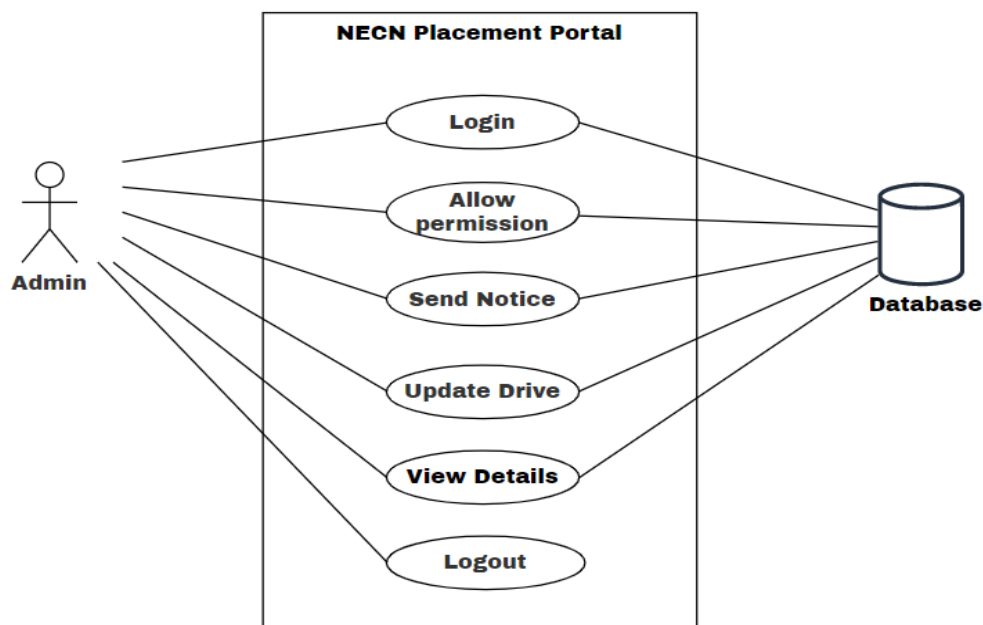 NECN Placement Portal
Login
Allow
permission
Admin
Send Notice
Database
Update Drive
View Details
Logout